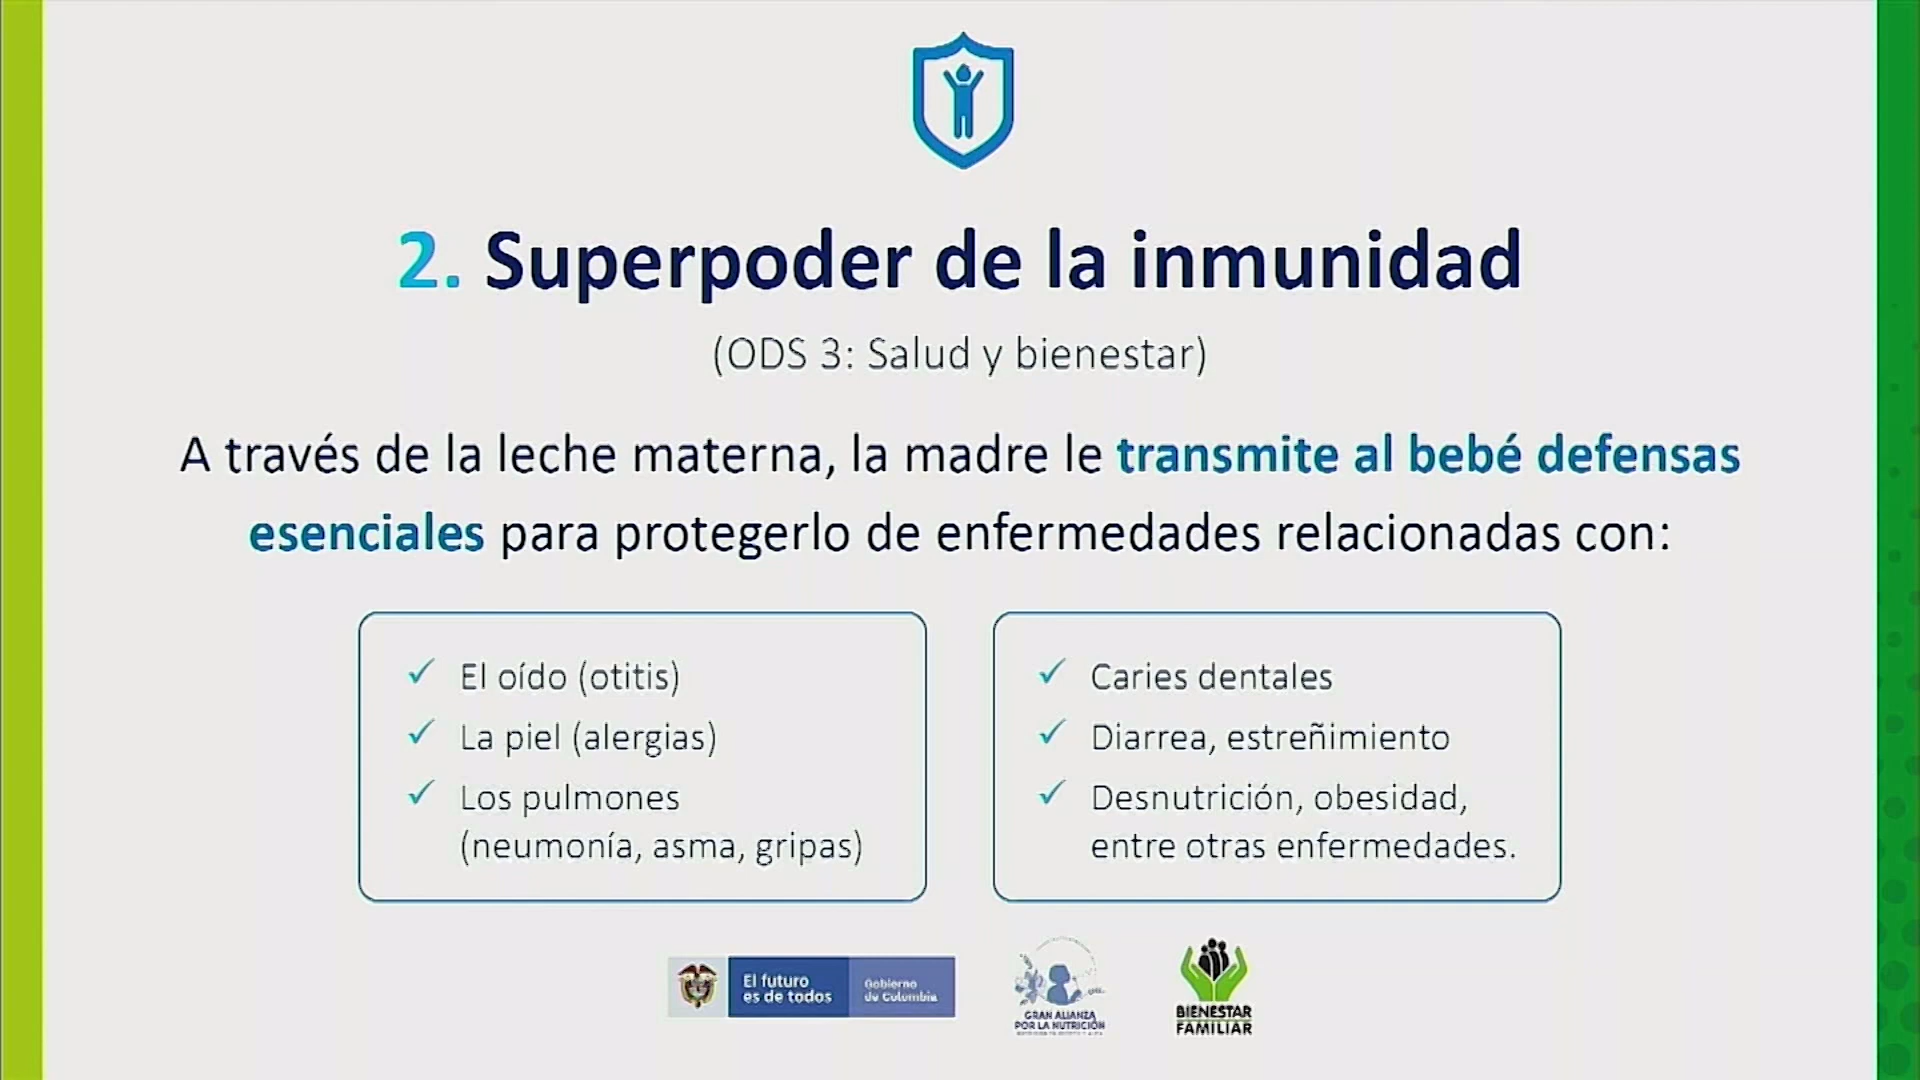 2. Superpoder de la inmunidad
(ODS 3: Salud y bienestar)
A través de la leche materna, la madre le transmite al bebé defensas
esenciales para protegerlo de enfermedades relacionadas con:
✓ El oído (otitis)
✓ La piel (alergias)
✓ Los pulmones
(neumonía, asma, gripas)
✓ Caries dentales
✓ Diarrea, estreñimiento
✓ Desnutrición, obesidad,
entre otras enfermedades.
El futuro
es de todos
Gobierno
de Colombia
GRAN ALIANZA
POR LA NUTRICIÓN
BIENESTAR
FAMILIAR